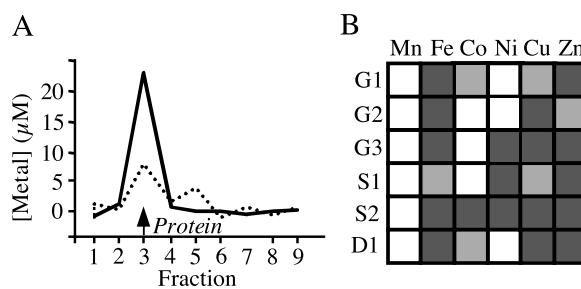 A
[Metal] (µM)
20
15
10
5
0
Protein
1 2 3 4 5 6 7 8 9
Fraction
B
Mn Fe Co Ni Cu Zn
G1
G2
G3
S1
S2
D1